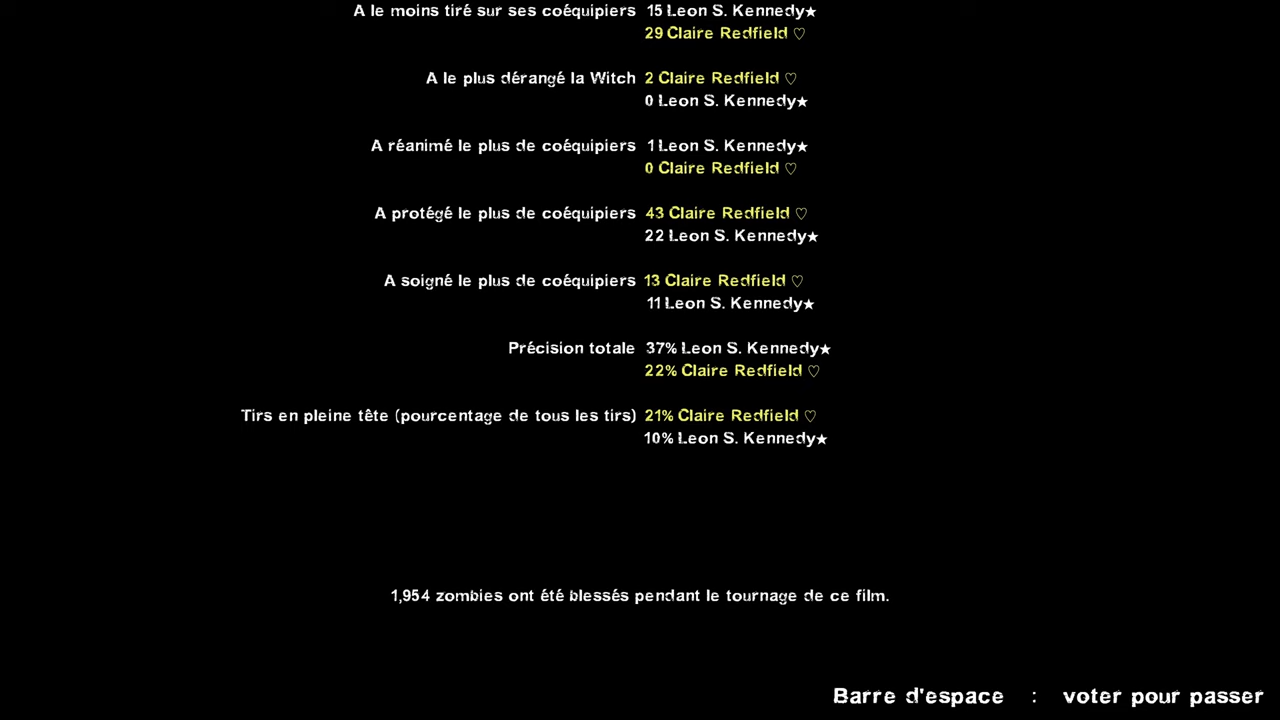 A le moins tiré sur ses coéquipiers 15 Leon S. Kennedy★
29 Claire Redfield ♡
A le plus dérangé la Witch 2 Claire Redfield ♡
0 Leon S. Kennedy★
A réanimé le plus de coéquipiers 1 Leon S. Kennedy★
0 Claire Redfield ♡
A protégé le plus de coéquipiers 43 Claire Redfield ♡
22 Leon S. Kennedy★
A soigné le plus de coéquipiers 13 Claire Redfield ♡
11 Leon S. Kennedy★
Précision totale 37% Leon S. Kennedy★
22% Claire Redfield ♡
Tirs en pleine tête (pourcentage de tous les tirs) 21% Claire Redfield ♡
10% Leon S. Kennedy★
1,954 zombies ont été blessés pendant le tournage de ce film.
Barre d'espace : voter pour passer